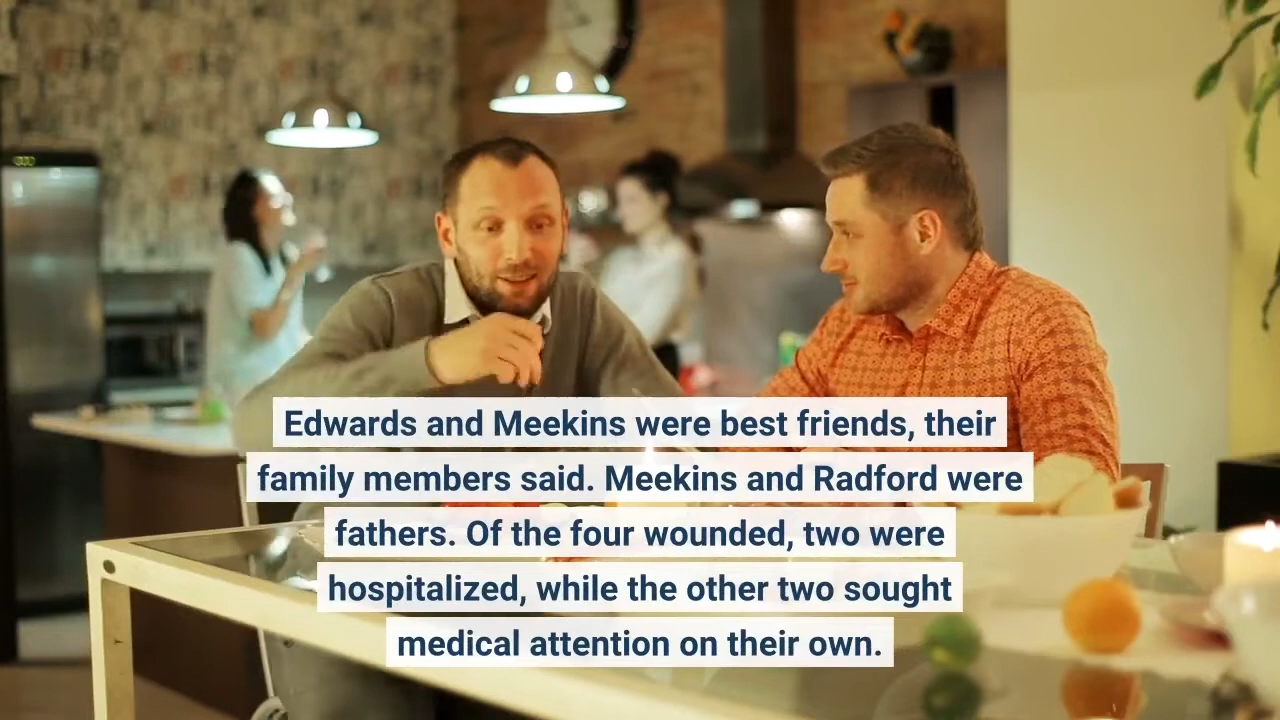 Edwards and Meekins were best friends, their
family members said. Meekins and Radford were
fathers. Of the four wounded, two were
hospitalized, while the other two sought
medical attention on their own.